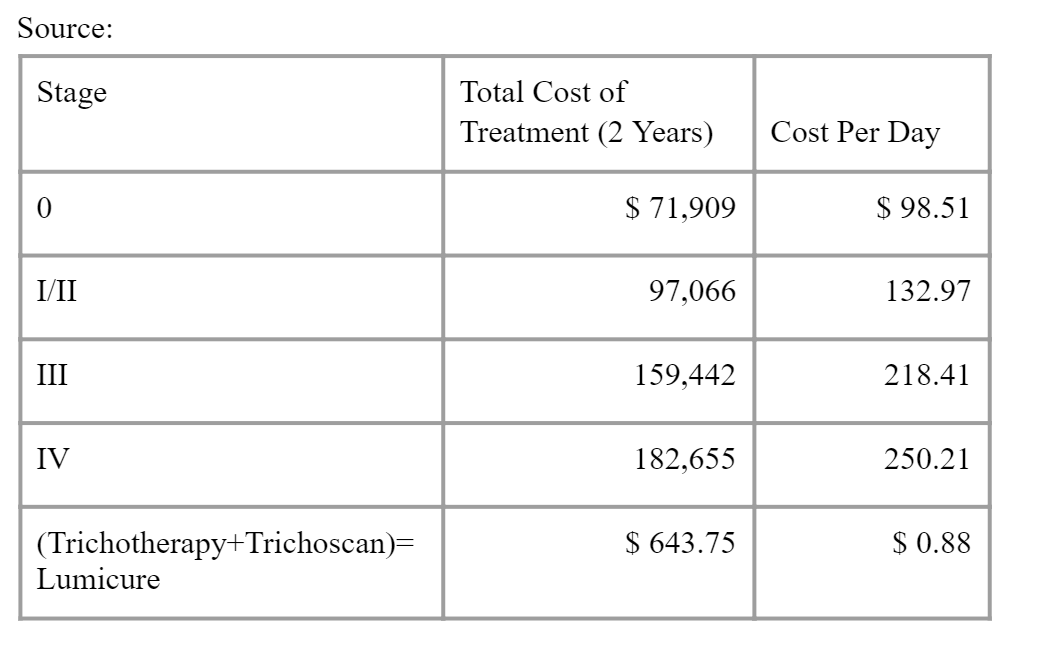 Source:
Stage
Total Cost of
Treatment (2 Years)
Cost Per Day
0
$ 71,909
$ 98.51
I/II
97,066
132.97
III
159,442
218.41
IV
182,655
250.21
(Trichotherapy+Trichoscan)=
Lumicure
$ 643.75
$ 0.88